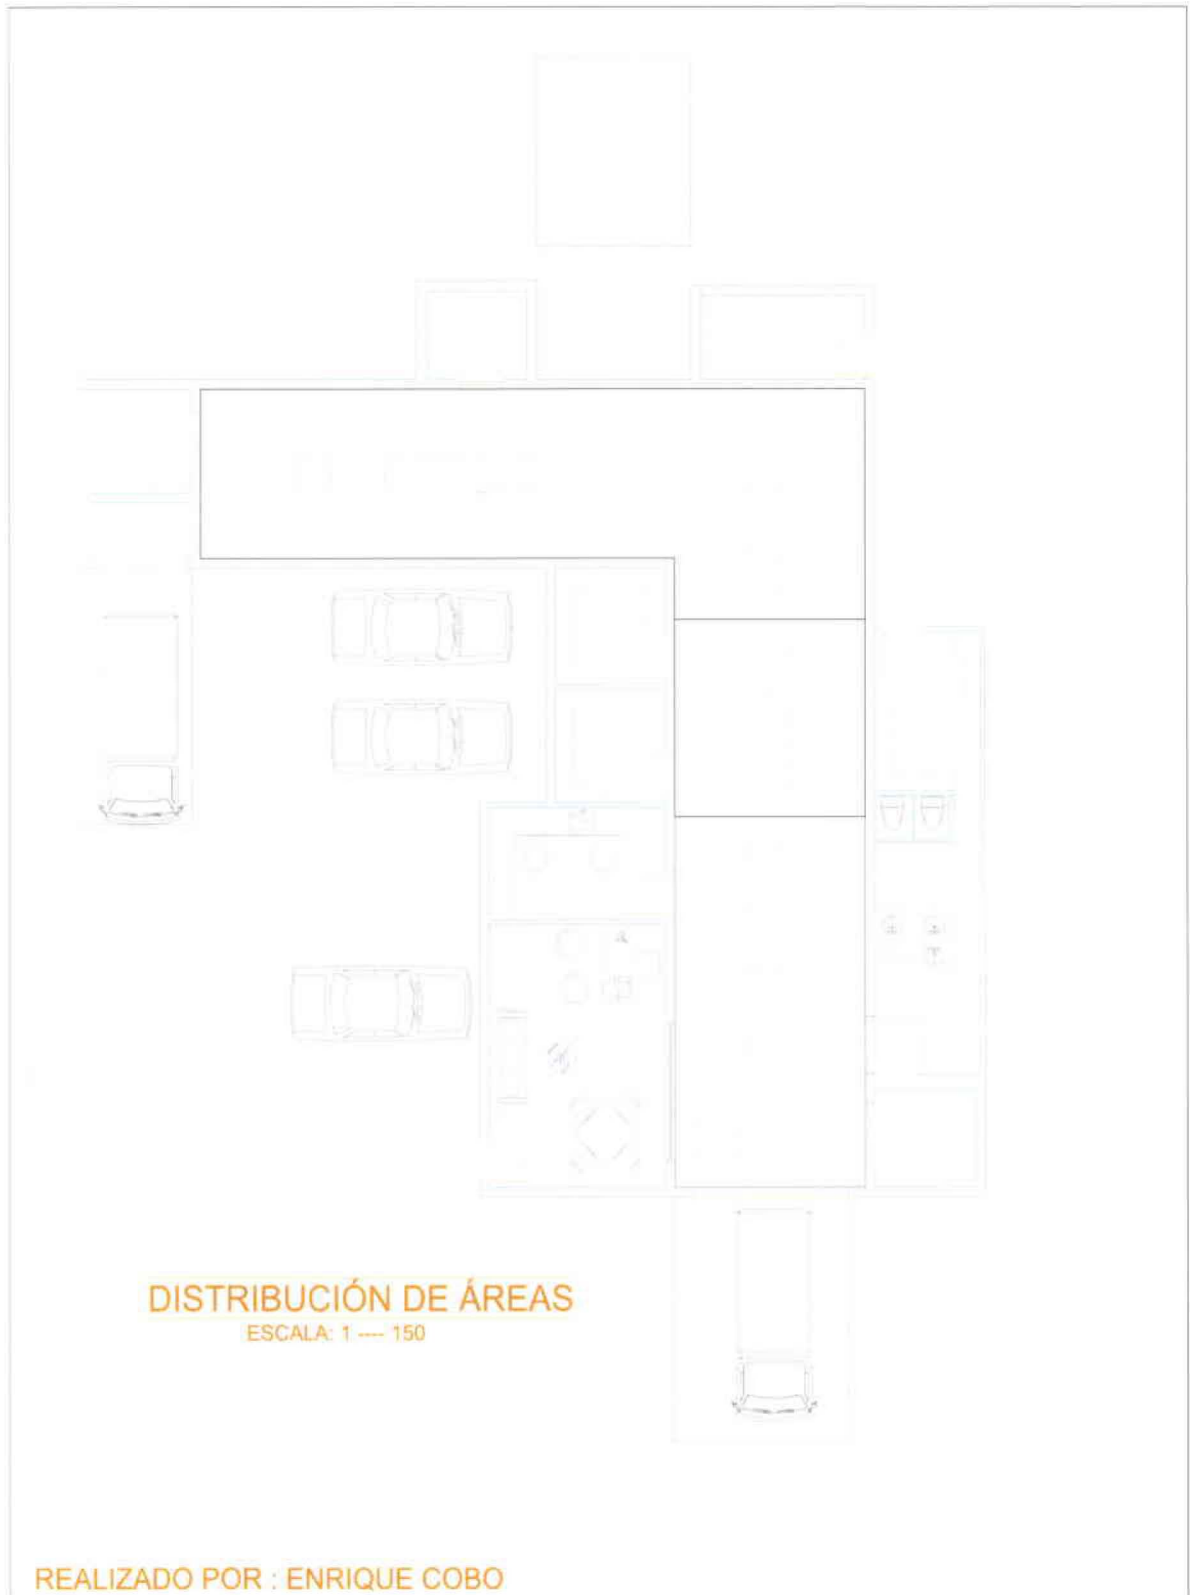 DISTRIBUCIÓN DE ÁREAS
ESCALA: 1 ---- 150
REALIZADO POR : ENRIQUE COBO